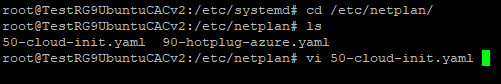 root@TestRG9UbuntuCACv2:/etc/systemd# cd /etc/netplan/
root@TestRG9UbuntuCACv2:/etc/netplan# ls
50-cloud-init.yaml  90-hotplug-azure.yaml
root@TestRG9UbuntuCACv2:/etc/netplan# vi 50-cloud-init.yaml